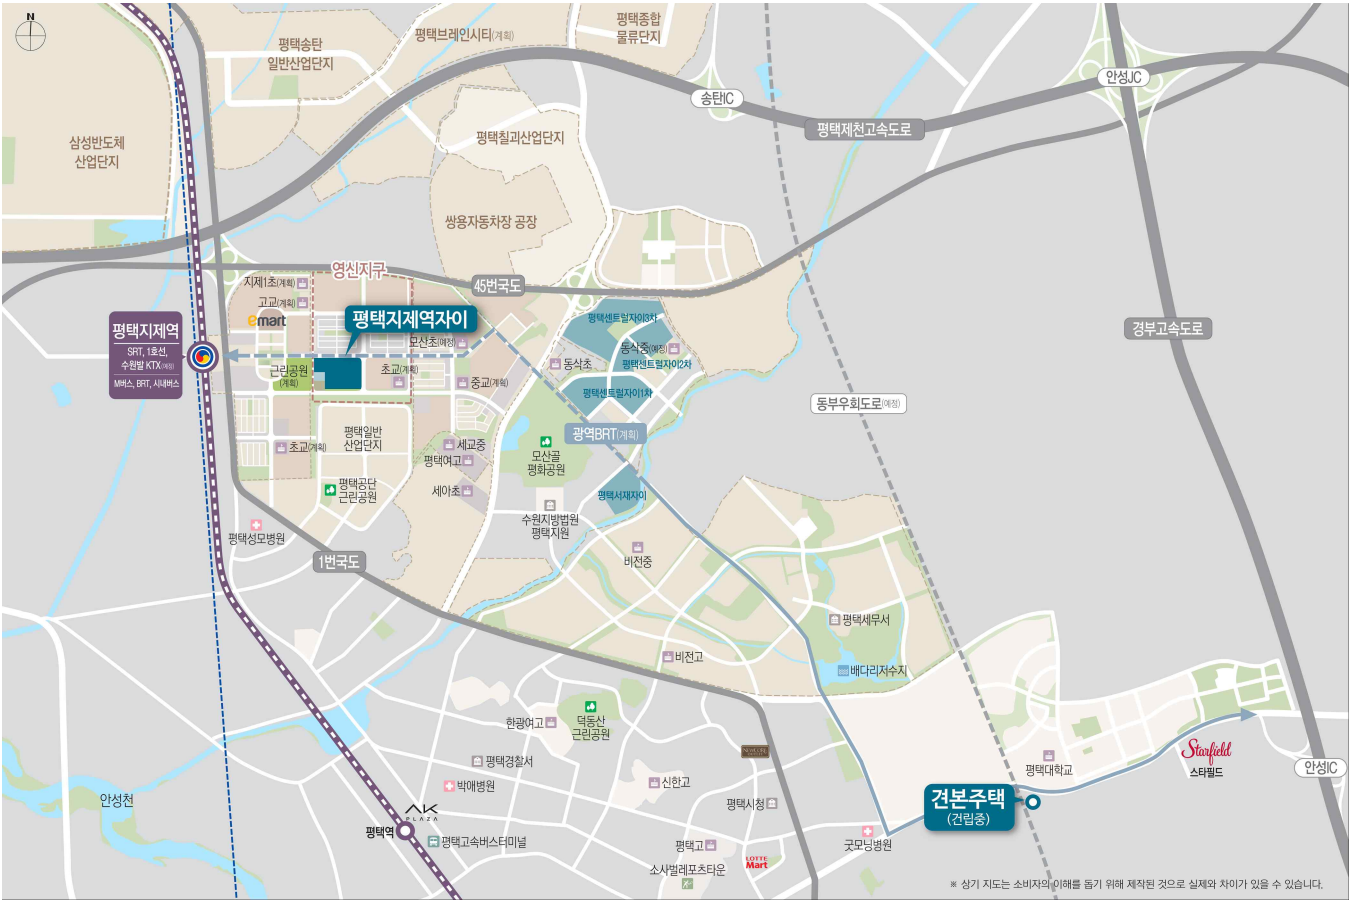 N
평택송탄
일반산업단지
평택브레인시티(계획)
평택종합
물류단지
안성JC
송탄IC
평택제천고속도로
삼성반도체
산업단지
평택칠괴산업단지
쌍용자동차장 공장
영신지구
지제1초(계획)
고교(계획)
emart
45번국도
평택지제역자이
평택지제역
SRT, 1호선,
수원발 KTX(예정)
M버스, BRT, 시내버스
모산초(예정)
근린공원
(계획)
초교(계획)
중교(계획)
평택센트럴자이3차
동삭중(예정)
평택센트럴자이2차
동삭초
평택센트럴자이1차
경부고속도로
동부우회도로(예정)
광역BRT(계획)
초교(계획)
평택일반
산업단지
세교중
평택여고
세아초
모산골
평화공원
평택공단
근린공원
평택서재자이
수원지방법원
평택지원
평택성모병원
1번국도
비전중
평택세무서
비전고
배다리저수지
한광여고
덕동산
근린공원
평택경찰서
박애병원
신한고
평택시청
평택대학교
Starfield
스타필드
안성IC
견본주택
(건립중)
안성천
AK
PLAZA
평택역
평택고속버스터미널
평택고
LOTTE
Mart
굿모닝병원
소사벌레포츠타운
※ 상기 지도는 소비자의 이해를 돕기 위해 제작된 것으로 실제와 차이가 있을 수 있습니다.